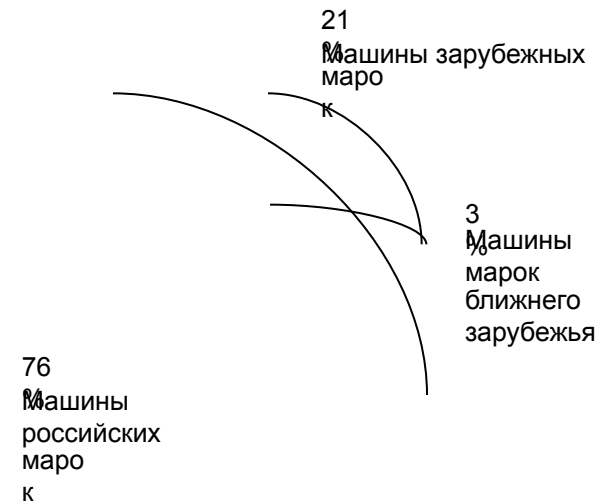 21
%
Машины зарубежных
маро
к
3
%
Машины
марок
ближнего
зарубежья
76
%
Машины
российских
маро
к